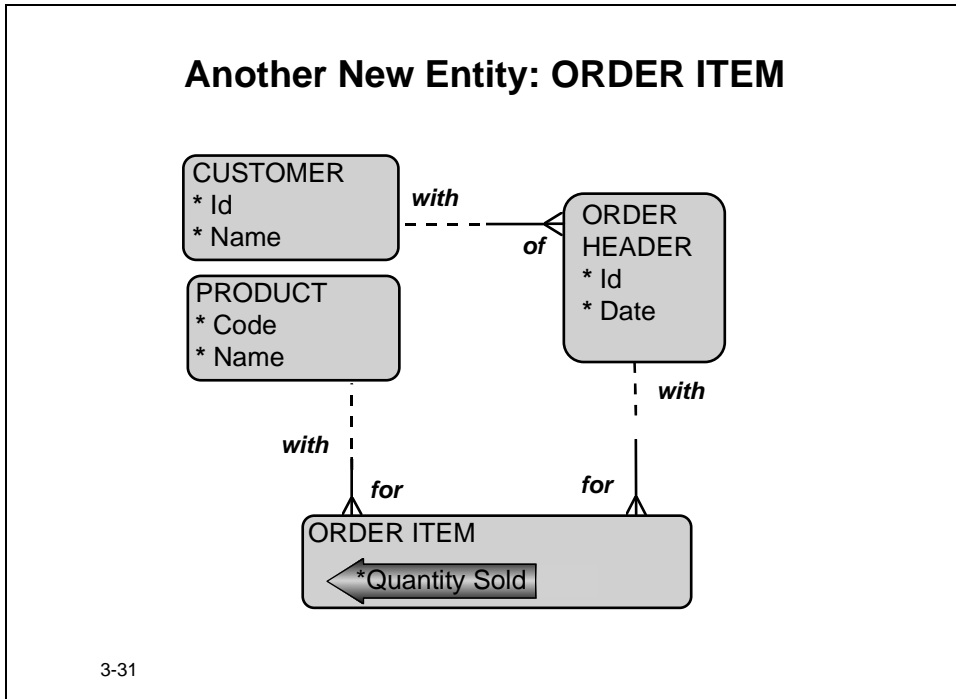 Another New Entity: ORDER ITEM
CUSTOMER
* Id
* Name
with
of
ORDER
HEADER
* Id
* Date
PRODUCT
* Code
* Name
with
for
with
for
ORDER ITEM
*Quantity Sold
3-31